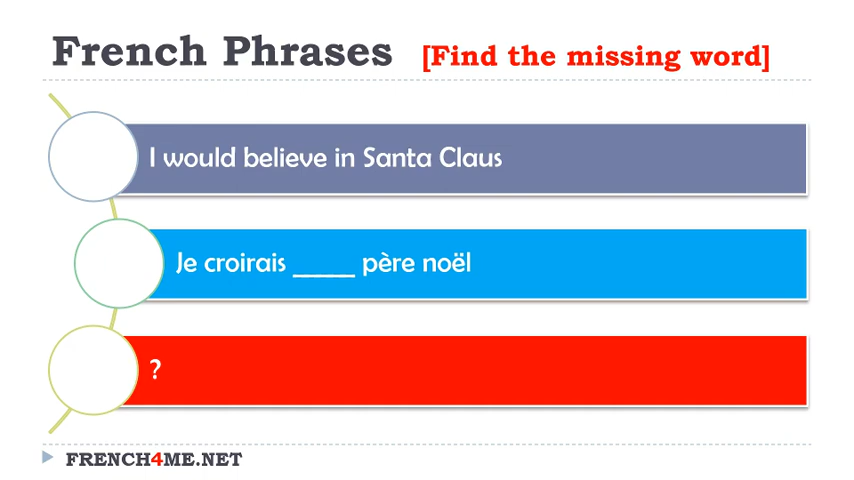 French Phrases [Find the missing word]
I would believe in Santa Claus
Je croirais _____ père noël
?
FRENCH4ME.NET